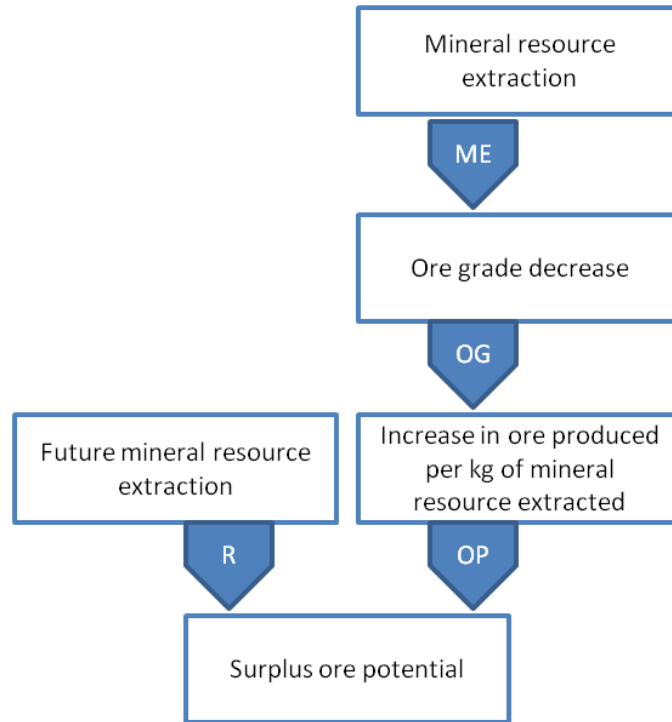 Mineral resource
extraction
ME
Ore grade decrease
OG
Future mineral resource
extraction
Increase in ore produced
per kg of mineral
resource extracted
R
OP
Surplus ore potential